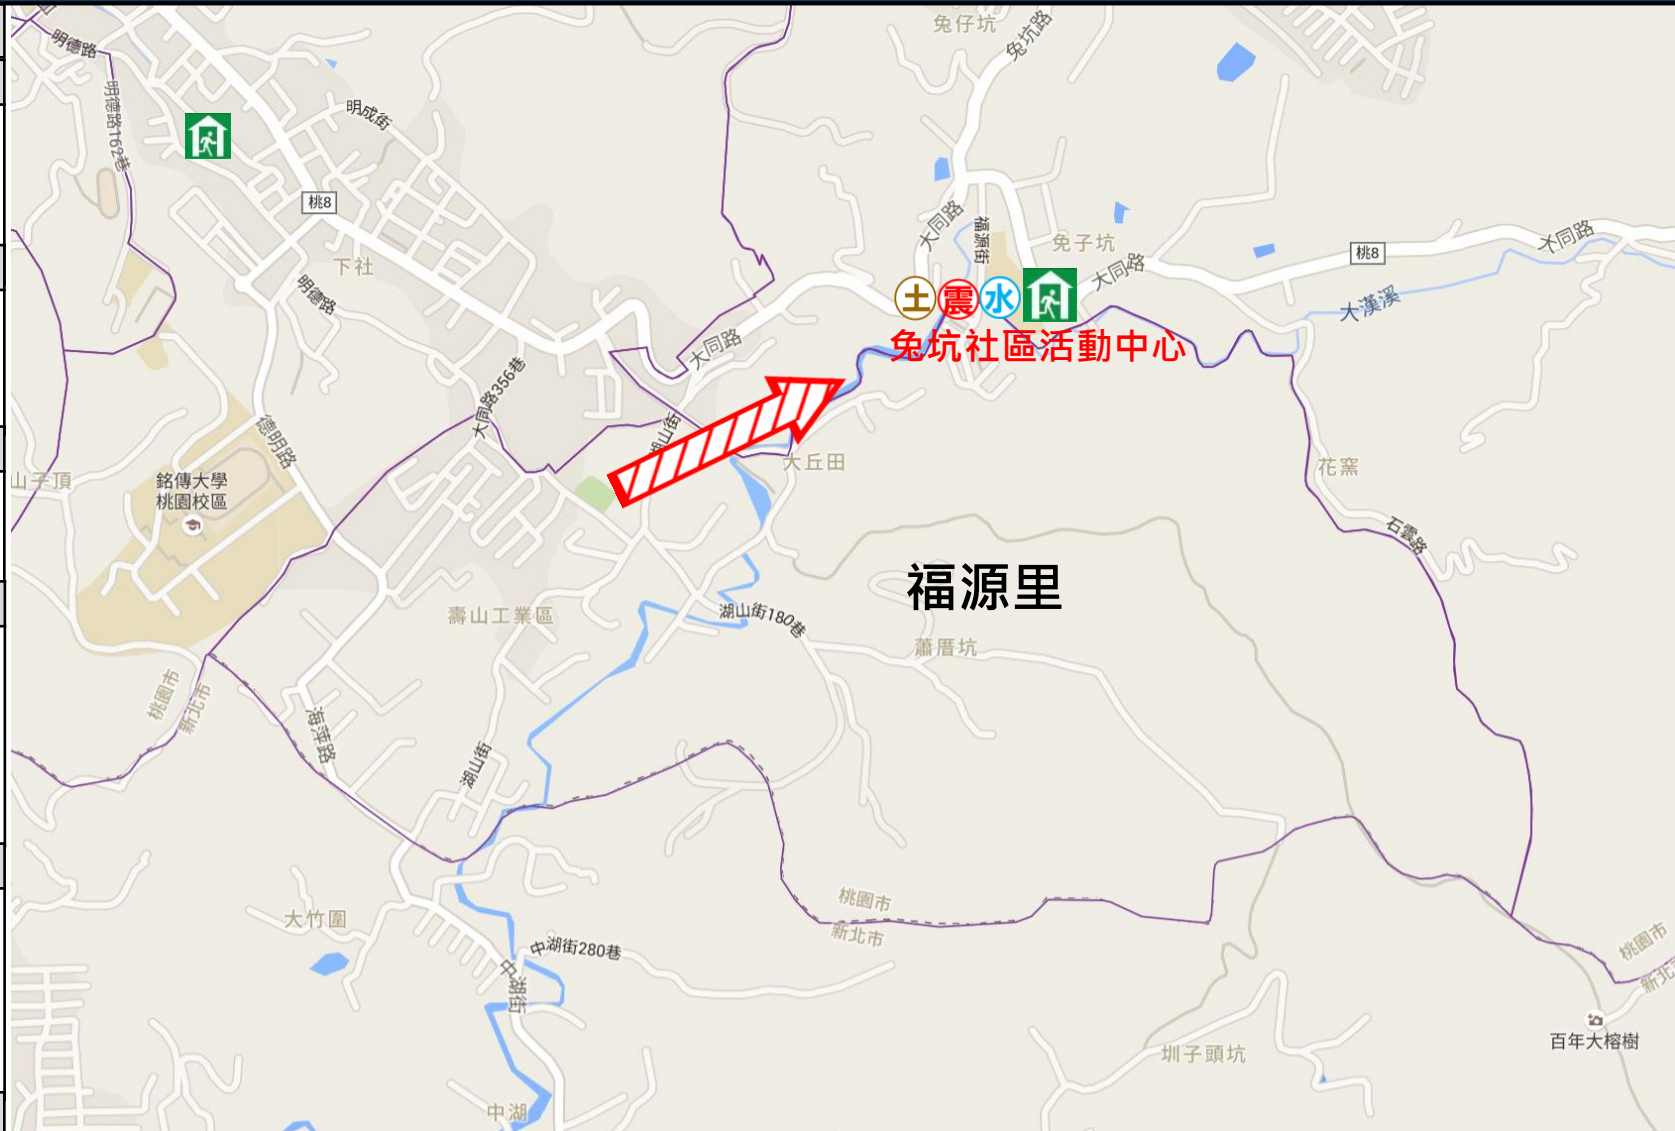 兔仔坑
兔坑路
明德路
明德路162巷
明成街
桃8
下社
明德路
大同路
福源街
兔子坑
大同路
桃8
大同路
大漢溪
土
震
水
兔坑社區活動中心
大同路
大同路356巷
湖山街
德明路
大丘田
山子頂
銘傳大學
桃園校區
花窯
石雲路
福源里
壽山工業區
湖山街180巷
蕭厝坑
桃園市
新北市
海萍路
湖山街
桃園市
新北市
大竹圍
中湖街280巷
中湖街
桃園市
新北
百年大榕樹
圳子頭坑
中湖